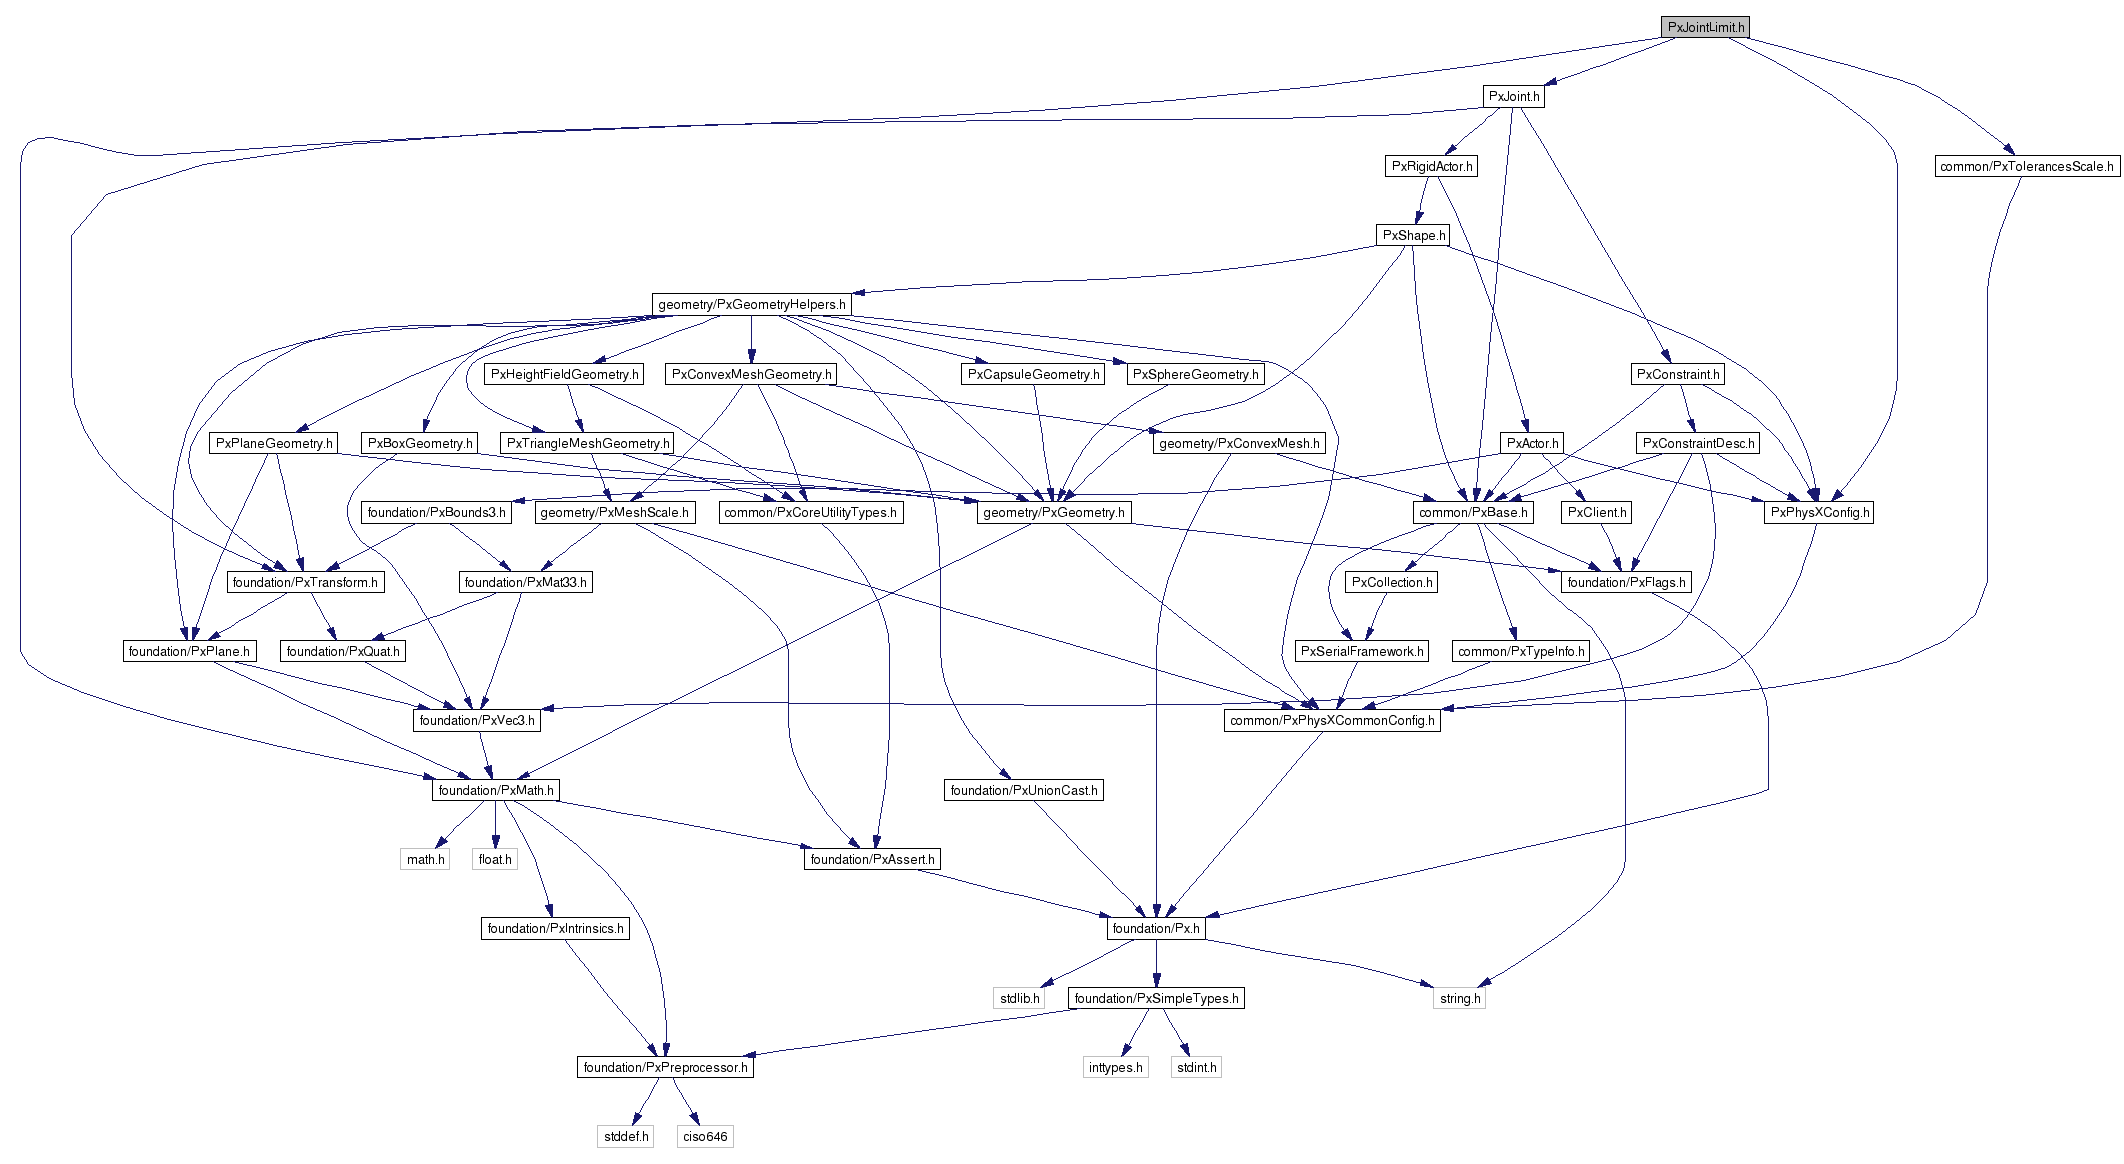 PxJointLimit.h
PxJoint.h
PxRigidActor.h
common/PxTolerancesScale.h
PxShape.h
geometry/PxGeometryHelpers.h
PxHeightFieldGeometry.h
PxConvexMeshGeometry.h
PxCapsuleGeometry.h
PxSphereGeometry.h
PxConstraint.h
PxPlaneGeometry.h
PxBoxGeometry.h
PxTriangleMeshGeometry.h
geometry/PxConvexMesh.h
PxActor.h
PxConstraintDesc.h
foundation/PxBounds3.h
geometry/PxMeshScale.h
common/PxCoreUtilityTypes.h
geometry/PxGeometry.h
common/PxBase.h
PxClient.h
PxPhysXConfig.h
foundation/PxTransform.h
foundation/PxMat33.h
PxCollection.h
foundation/PxFlags.h
foundation/PxPlane.h
foundation/PxQuat.h
PxSerialFramework.h
common/PxTypeInfo.h
foundation/PxVec3.h
common/PxPhysXCommonConfig.h
foundation/PxMath.h
foundation/PxUnionCast.h
math.h
float.h
foundation/PxAssert.h
foundation/PxIntrinsics.h
foundation/Px.h
stdlib.h
foundation/PxSimpleTypes.h
string.h
foundation/PxPreprocessor.h
inttypes.h
stdint.h
stddef.h
ciso646